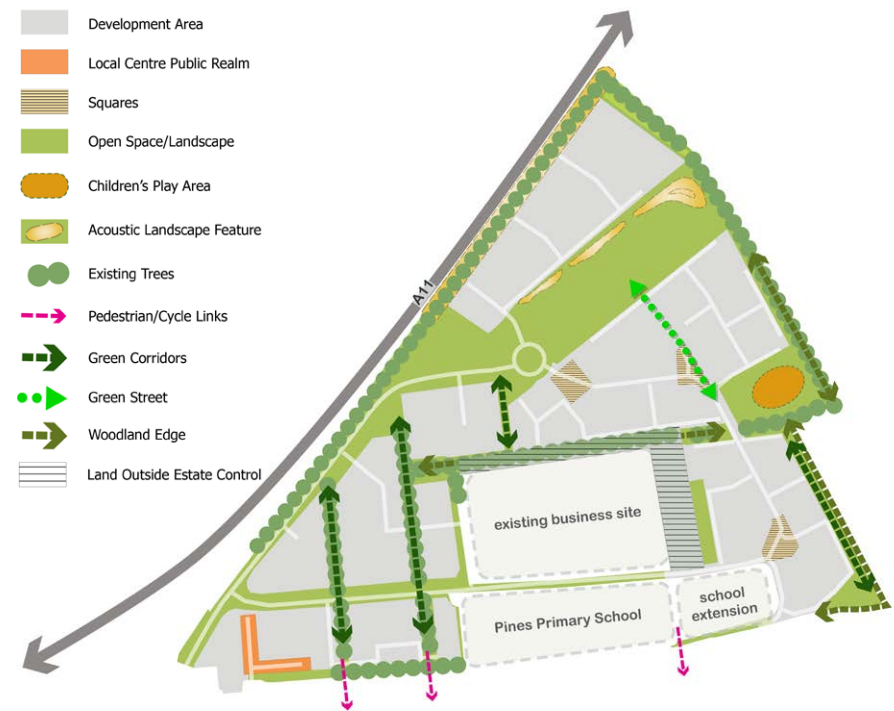 Development Area
Local Centre Public Realm
Squares
Open Space/Landscape
Children's Play Area
Acoustic Landscape Feature
Existing Trees
Pedestrian/Cycle Links
Green Corridors
Green Street
Woodland Edge
Land Outside Estate Control
A11
existing business site
Pines Primary School
school
extension